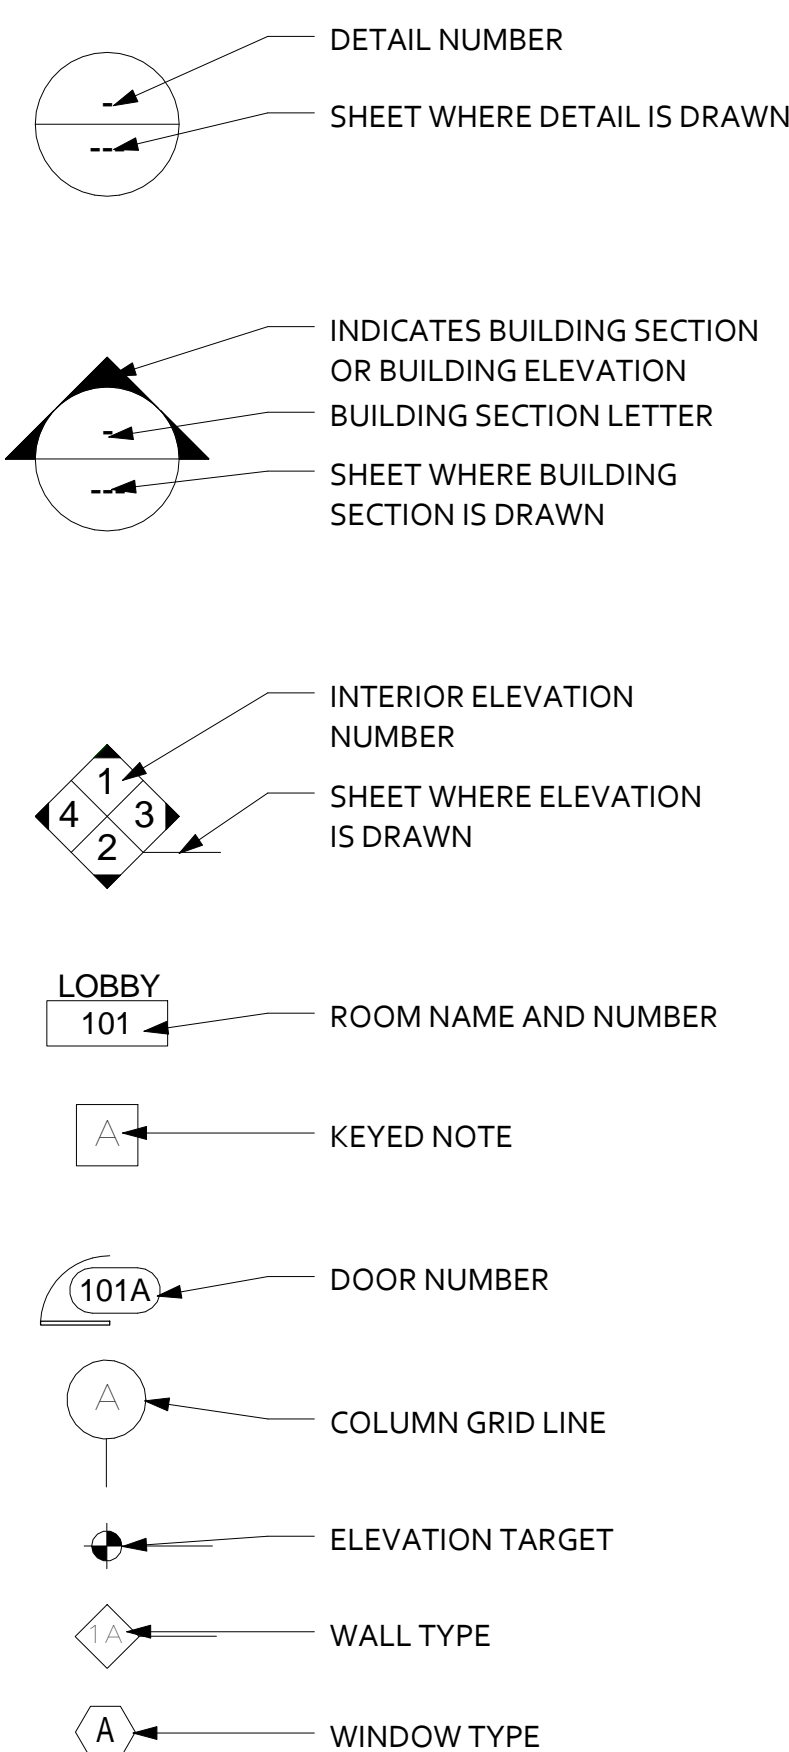 DETAIL NUMBER
-
SHEET WHERE DETAIL IS DRAWN
---
INDICATES BUILDING SECTION
OR BUILDING ELEVATION
BUILDING SECTION LETTER
-
SHEET WHERE BUILDING
SECTION IS DRAWN
---
INTERIOR ELEVATION
NUMBER
1
4 3
2
SHEET WHERE ELEVATION
IS DRAWN
LOBBY
101
ROOM NAME AND NUMBER
A
KEYED NOTE
101A
DOOR NUMBER
A
COLUMN GRID LINE
ELEVATION TARGET
1A
WALL TYPE
A
WINDOW TYPE